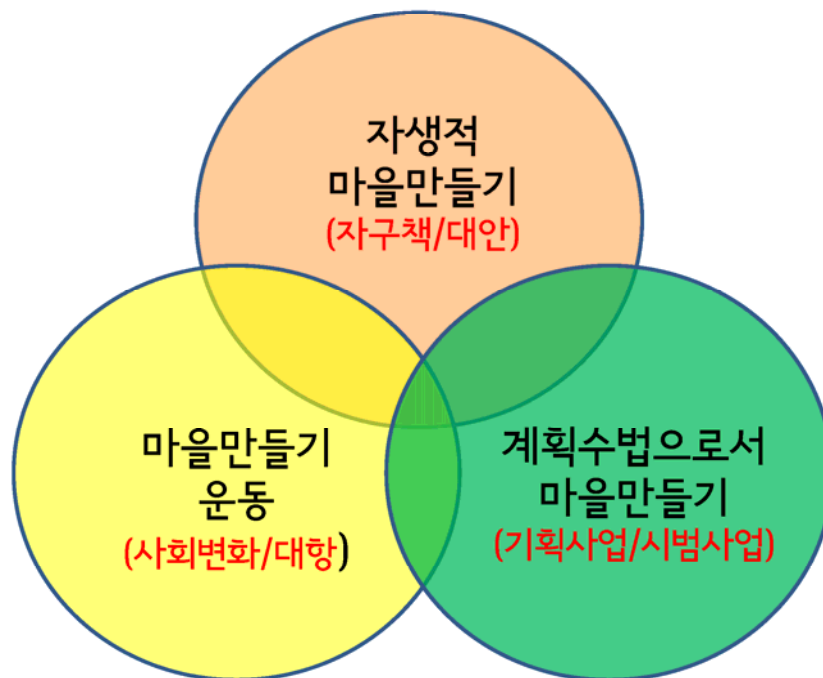 자생적
마을만들기
(자구책/대안)
마을만들기
운동
(사회변화/대항)
계획수법으로서
마을만들기
(기획사업/시범사업)